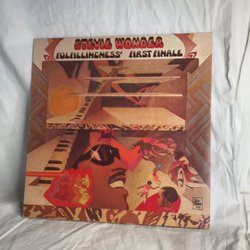 STEVIE WONDER
FULFILLINGNESS' FIRST FINALE